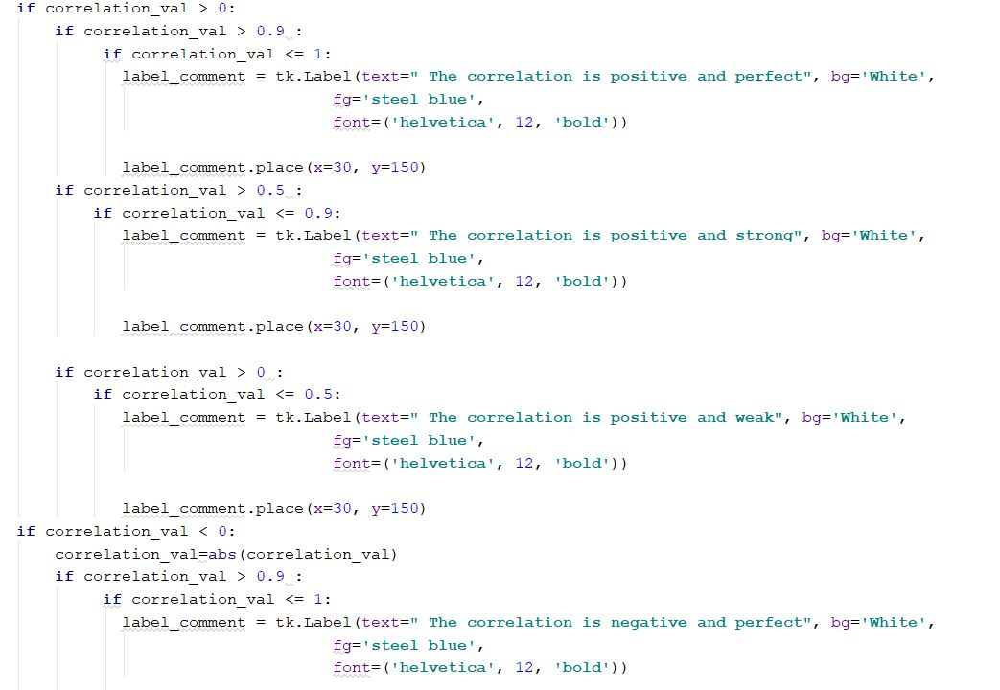 if correlation_val > 0:
    if correlation_val > 0.9 :
         if correlation_val <= 1:
           label_comment = tk.Label(text=" The correlation is positive and perfect", bg='White',
                                 fg='steel blue',
                                 font=('helvetica', 12, 'bold'))
           label_comment.place(x=30, y=150)
    if correlation_val > 0.5 :
        if correlation_val <= 0.9:
           label_comment = tk.Label(text=" The correlation is positive and strong", bg='White',
                                 fg='steel blue',
                                 font=('helvetica', 12, 'bold'))
           label_comment.place(x=30, y=150)
    if correlation_val > 0 :
        if correlation_val <= 0.5:
           label_comment = tk.Label(text=" The correlation is positive and weak", bg='White',
                                 fg='steel blue',
                                 font=('helvetica', 12, 'bold'))
           label_comment.place(x=30, y=150)
if correlation_val < 0:
    correlation_val=abs(correlation_val)
    if correlation_val > 0.9 :
         if correlation_val <= 1:
           label_comment = tk.Label(text=" The correlation is negative and perfect", bg='White',
                                 fg='steel blue',
                                 font=('helvetica', 12, 'bold'))